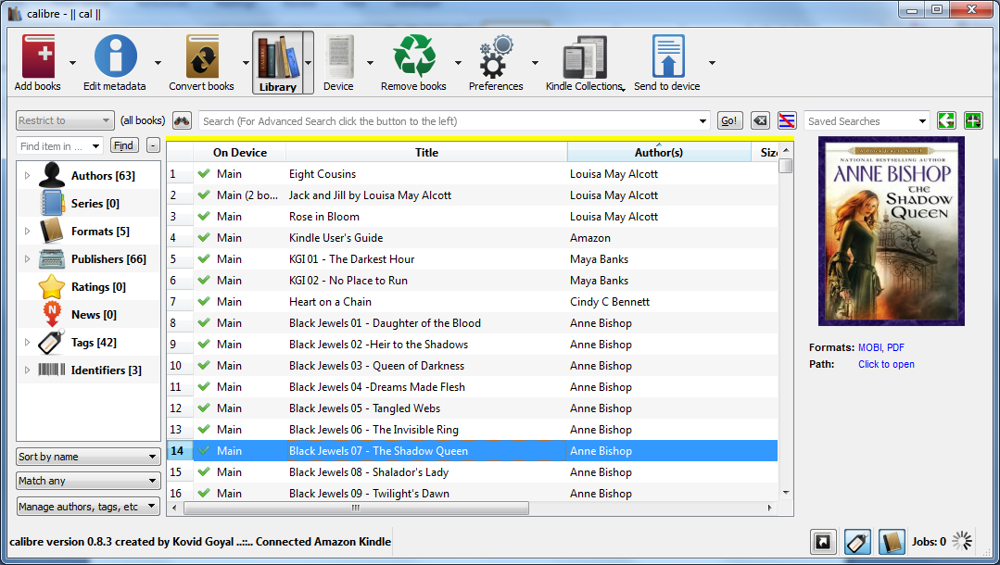 calibre - || cal ||
Add books
Edit metadata
Convert books
Library
Device
Remove books
Preferences
Kindle Collections
Send to device
Restrict to
(all books)
Search (For Advanced Search click the button to the left)
Go!
Saved Searches
Find item in ...
Find
-
Authors [63]
Series [0]
Formats [5]
Publishers [66]
Ratings [0]
N
News [0]
Tags [42]
Identifiers [3]
Sort by name
Match any
Manage authors, tags, etc
On Device Title Author(s) Size
1 Main Eight Cousins Louisa May Alcott
2 Main (2 bo... Jack and Jill by Louisa May Alcott Louisa May Alcott
3 Main Rose in Bloom Louisa May Alcott
4 Main Kindle User's Guide Amazon
5 Main KGI 01 - The Darkest Hour Maya Banks
6 Main KGI 02 - No Place to Run Maya Banks
7 Main Heart on a Chain Cindy C Bennett
8 Main Black Jewels 01 - Daughter of the Blood Anne Bishop
9 Main Black Jewels 02 -Heir to the Shadows Anne Bishop
10 Main Black Jewels 03 - Queen of Darkness Anne Bishop
11 Main Black Jewels 04 -Dreams Made Flesh Anne Bishop
12 Main Black Jewels 05 - Tangled Webs Anne Bishop
13 Main Black Jewels 06 - The Invisible Ring Anne Bishop
14 Main Black Jewels 07 - The Shadow Queen Anne Bishop
15 Main Black Jewels 08 - Shalador's Lady Anne Bishop
16 Main Black Jewels 09 - Twilight's Dawn Anne Bishop
A Black Jewels Novel
NATIONAL BESTSELLING AUTHOR
ANNE BISHOP
THE
SHADOW
QUEEN
Formats: MOBI, PDF
Path: Click to open
calibre version 0.8.3 created by Kovid Goyal ..::.. Connected Amazon Kindle
Jobs: 0